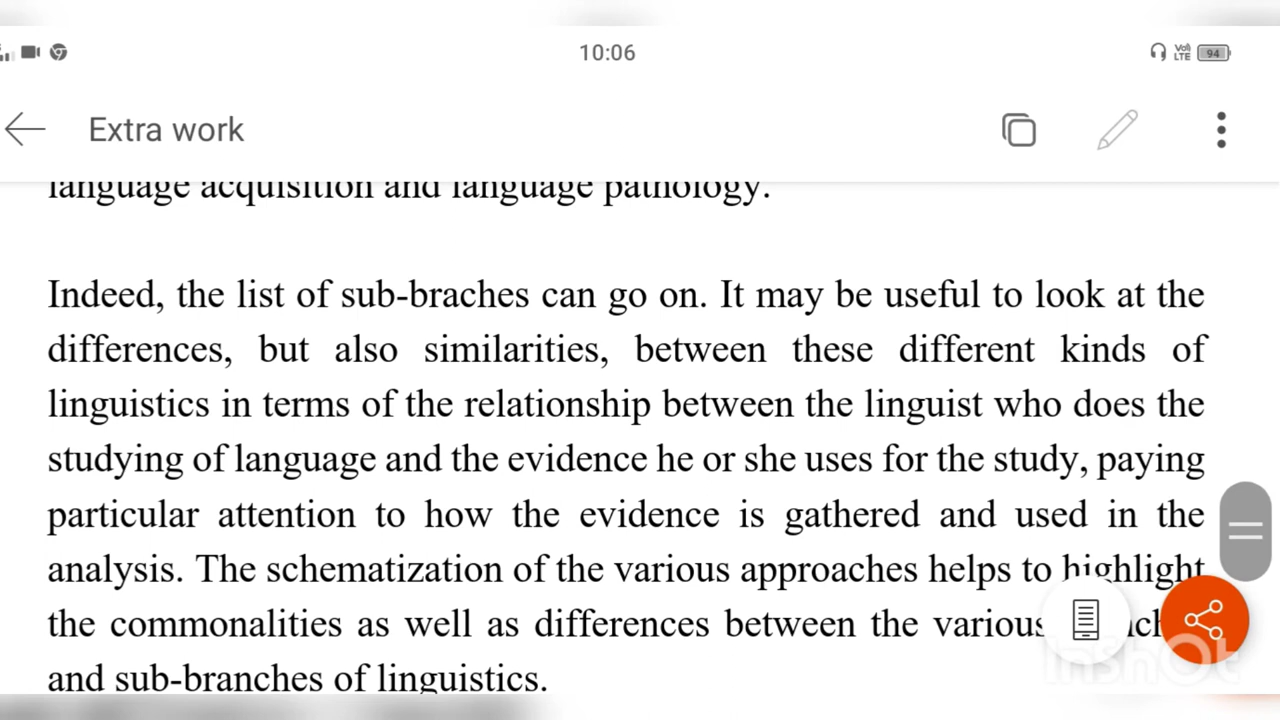 10:06
Vol)
LTE
94
Extra work
language acquisition and language pathology.
Indeed, the list of sub-braches can go on. It may be useful to look at the
differences, but also similarities, between these different kinds of
linguistics in terms of the relationship between the linguist who does the
studying of language and the evidence he or she uses for the study, paying
particular attention to how the evidence is gathered and used in the
analysis. The schematization of the various approaches helps to highlight
the commonalities as well as differences between the various
and sub-branches of linguistics.
InShOt